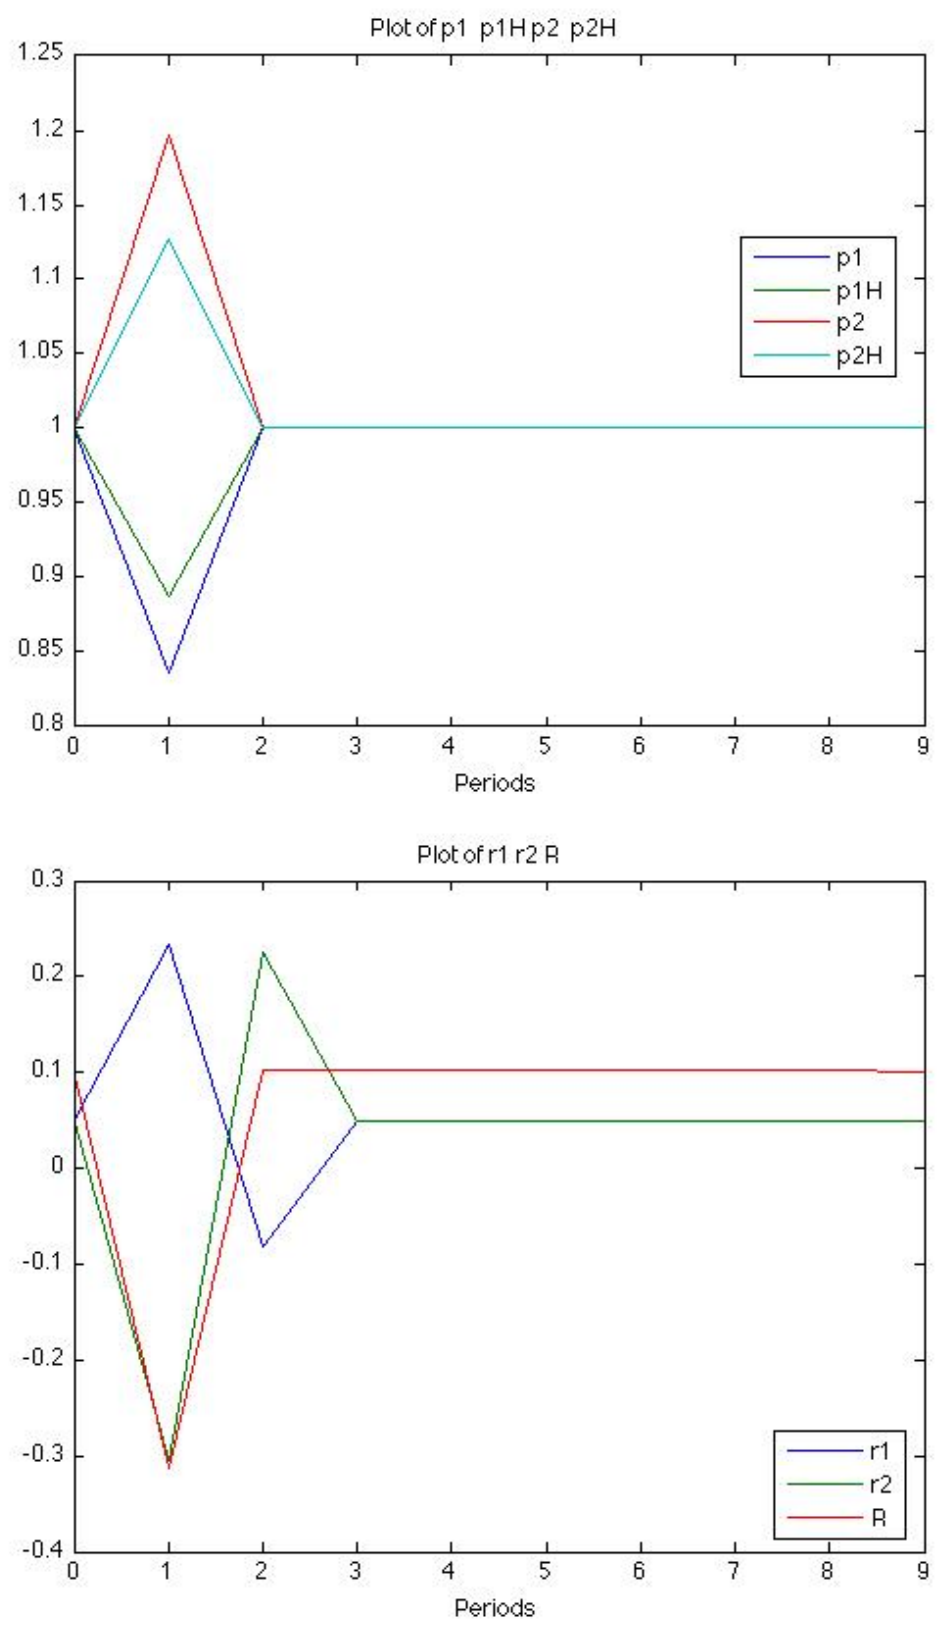 Plot of p1 p1H p2 p2H
1.25
1.2
1.15
1.1
1.05
1
0.95
0.9
0.85
0.8
p1
p1H
p2
p2H
0 1 2 3 4 5 6 7 8 9
Periods
Plot of r1 r2 R
0.3
0.2
0.1
0
-0.1
-0.2
-0.3
-0.4
r1
r2
R
0 1 2 3 4 5 6 7 8 9
Periods